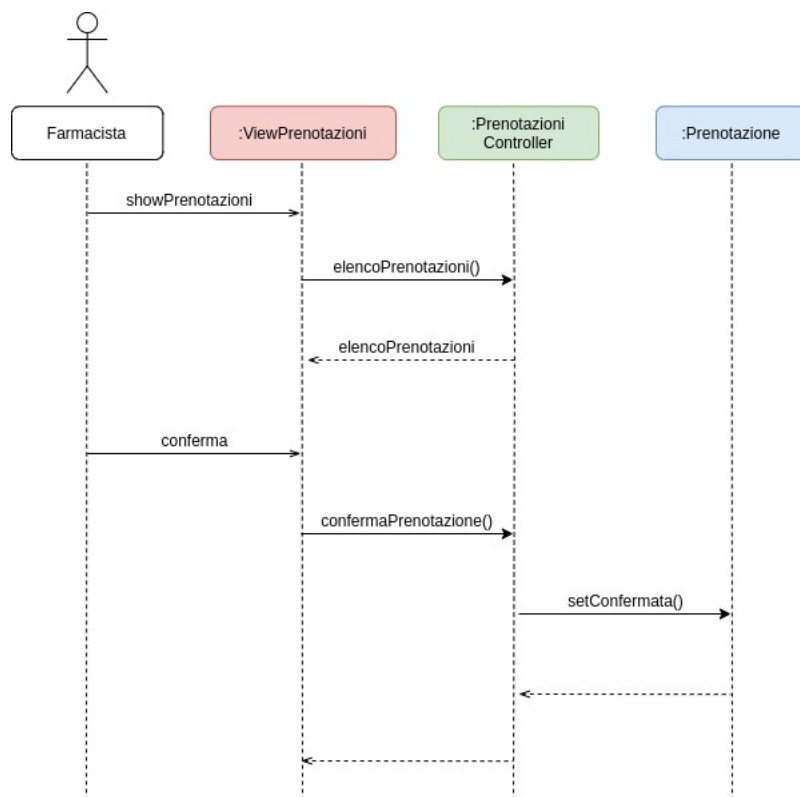 Farmacista
:ViewPrenotazioni
:Prenotazioni
Controller
:Prenotazione
showPrenotazioni
elencoPrenotazioni()
elencoPrenotazioni
conferma
confermaPrenotazione()
setConfermata()